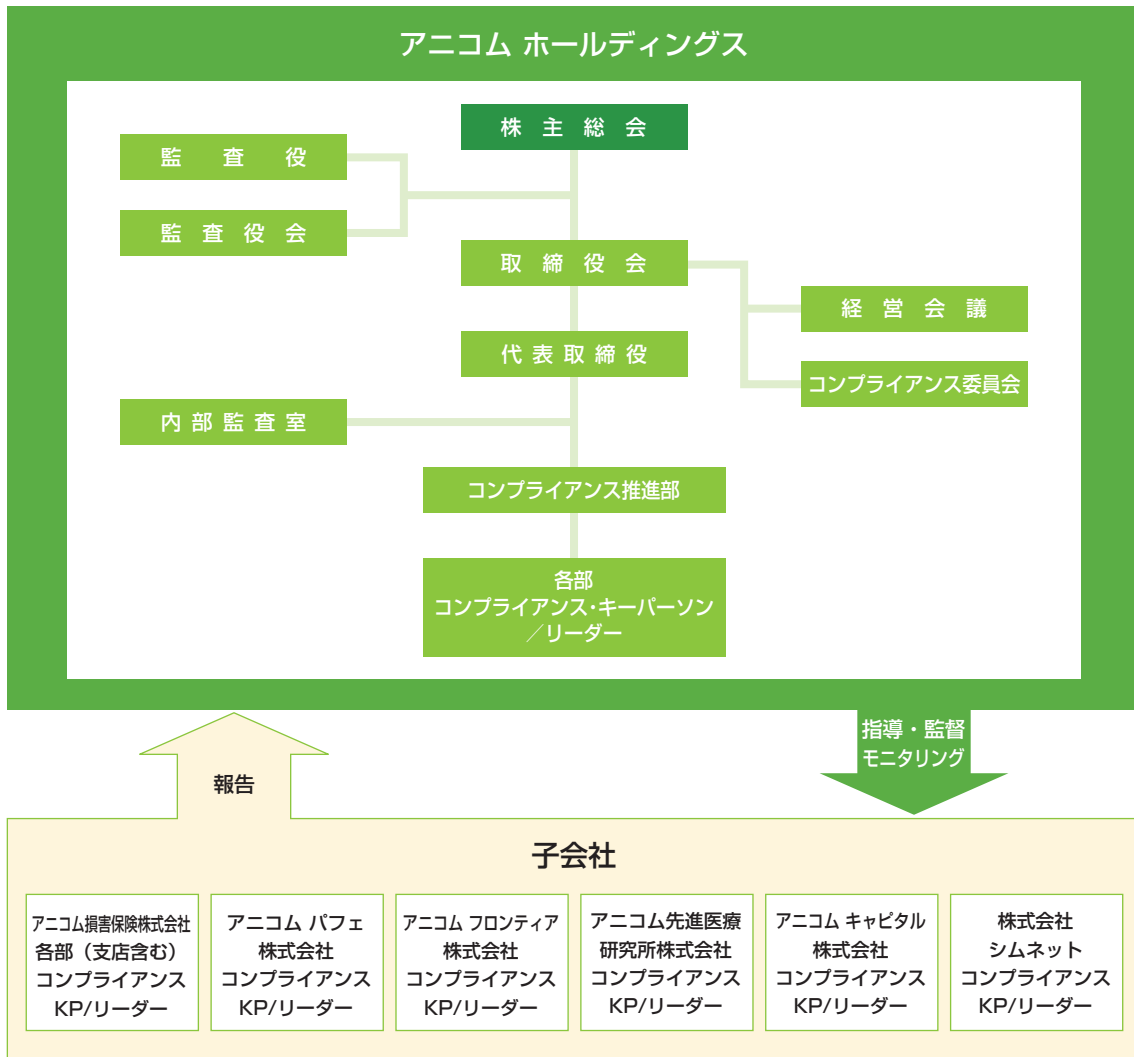 アニコム ホールディングス
株主総会
監査役
監査役会
取締役会
経営会議
代表取締役
コンプライアンス委員会
内部監査室
コンプライアンス推進部
各部
コンプライアンス・キーパーソン
／リーダー
指導・監督
モニタリング
報告
子会社
アニコム損害保険株式会社
各部（支店含む）
コンプライアンス
KP/リーダー
アニコム パフェ
株式会社
コンプライアンス
KP/リーダー
アニコム フロンティア
株式会社
コンプライアンス
KP/リーダー
アニコム先進医療
研究所株式会社
コンプライアンス
KP/リーダー
アニコム キャピタル
株式会社
コンプライアンス
KP/リーダー
株式会社
シムネット
コンプライアンス
KP/リーダー